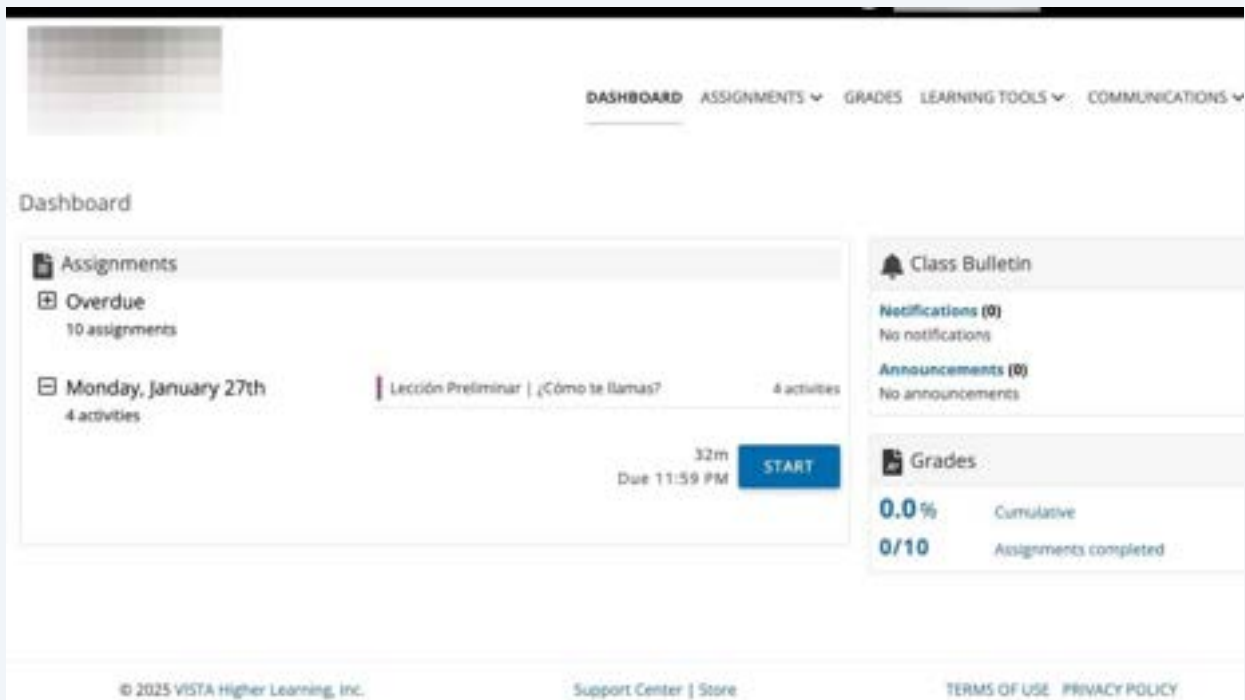 DASHBOARD ASSIGNMENTS GRADES LEARNING TOOLS COMMUNICATIONS
Dashboard
Assignments
Overdue
10 assignments
Monday, January 27th
4 activities
Lección Preliminar | ¿Cómo te llamas?
4 activities
32m
Due 11:59 PM
START
Class Bulletin
Notifications (0)
No notifications
Announcements (0)
No announcements
Grades
0.0% Cumulative
0/10 Assignments completed
© 2025 VISTA Higher Learning, Inc. Support Center | Store TERMS OF USE PRIVACY POLICY